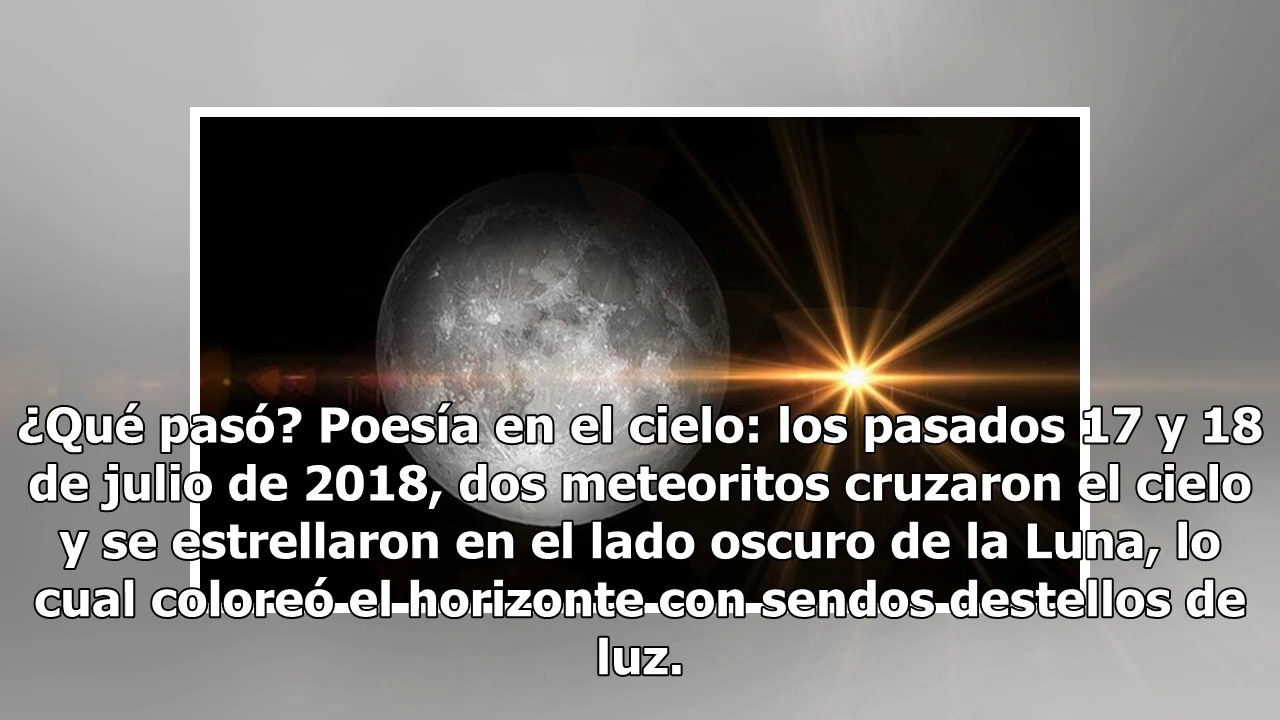 ¿Qué pasó? Poesía en el cielo: los pasados 17 y 18
de julio de 2018, dos meteoritos cruzaron el cielo
y se estrellaron en el lado oscuro de la Luna, lo
cual coloreó el horizonte con sendos destellos de
luz.